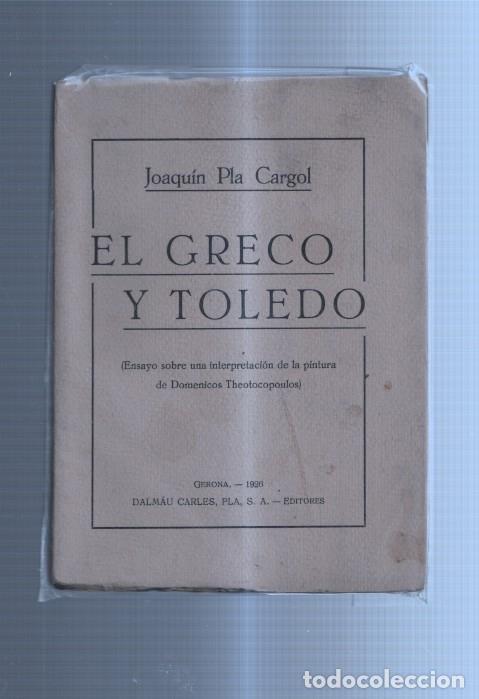 Joaquín Pla Cargol
EL GRECO
Y TOLEDO
(Ensayo sobre una interpretación de la pintura
de Domenicos Theotocopoulos)
GERONA. — 1926
DALMÁU CARLES, PLA, S. A. — EDITORES
todocoleccion